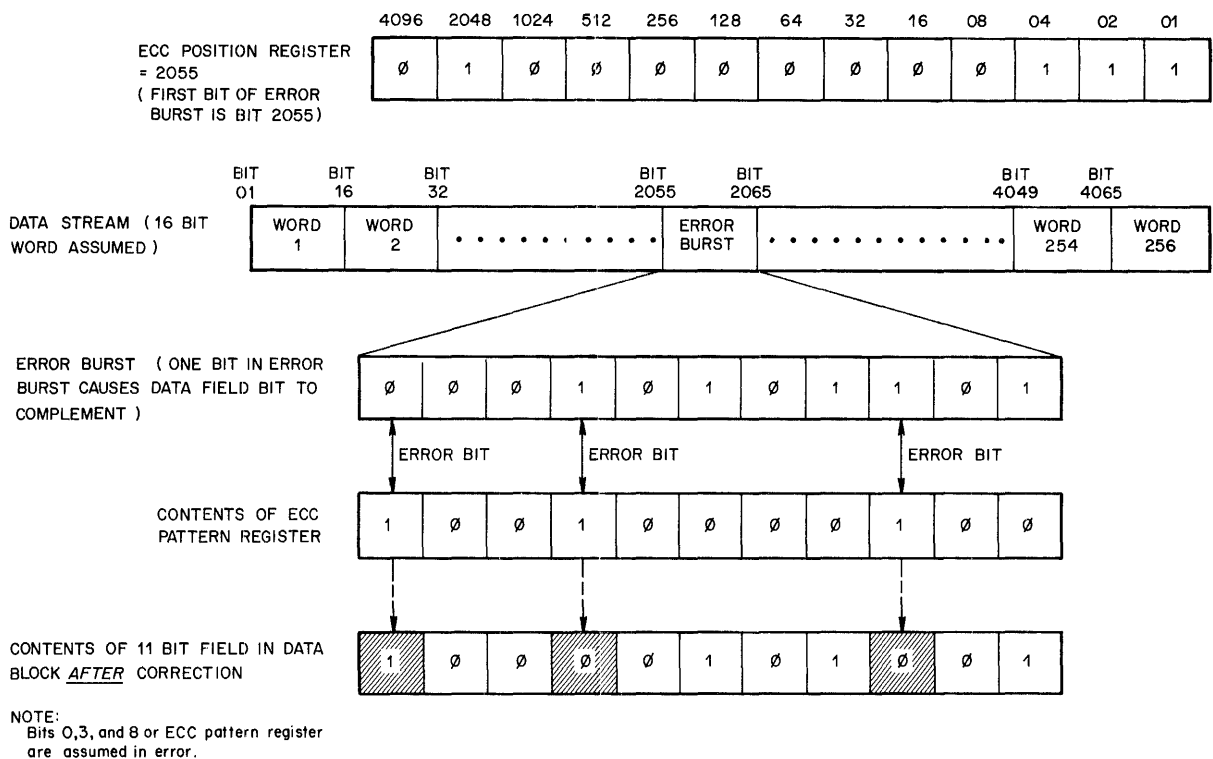 4096 2048 1024 512 256 128 64 32 16 08 04 02 01
ECC POSITION REGISTER
= 2055
( FIRST BIT OF ERROR
BURST IS BIT 2055)
Ø 1 Ø Ø Ø Ø Ø Ø Ø Ø 1 1 1
BIT BIT BIT BIT BIT BIT BIT
01 16 32 2055 2065 4049 4065
DATA STREAM ( 16 BIT
WORD ASSUMED )
WORD
1
WORD
2
ERROR
BURST
WORD
254
WORD
256
ERROR BURST ( ONE BIT IN ERROR
BURST CAUSES DATA FIELD BIT TO
COMPLEMENT )
Ø Ø Ø 1 Ø 1 Ø 1 1 Ø 1
ERROR BIT ERROR BIT ERROR BIT
CONTENTS OF ECC
PATTERN REGISTER
1 Ø Ø 1 Ø Ø Ø Ø 1 Ø Ø
CONTENTS OF 11 BIT FIELD IN DATA
BLOCK AFTER CORRECTION
1 Ø Ø Ø Ø 1 Ø 1 Ø Ø 1
NOTE:
Bits 0,3, and 8 or ECC pattern register
are assumed in error.